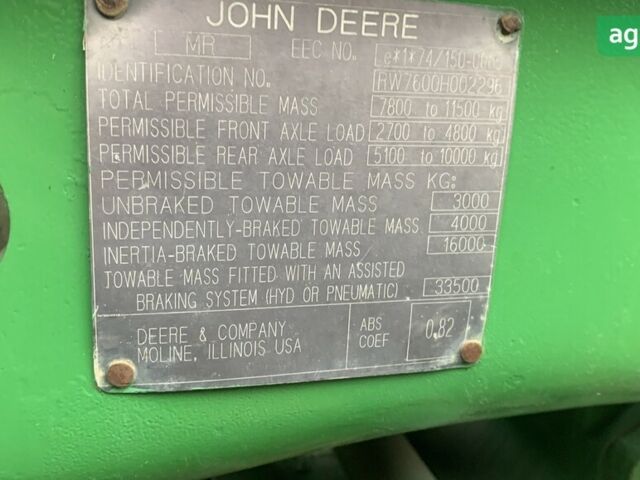 JOHN DEERE
ag
MR EEC NO. e*1*74/150-
IDENTIFICATION NO. RW7600H002296
TOTAL PERMISSIBLE MASS 7800 to 11500 kg
PERMISSIBLE FRONT AXLE LOAD 2700 to 4800 kg
PERMISSIBLE REAR AXLE LOAD 5100 to 10000 kg
PERMISSIBLE TOWABLE MASS KG:
UNBRAKED TOWABLE MASS 3000
INDEPENDENTLY-BRAKED TOWABLE MASS 4000
INERTIA-BRAKED TOWABLE MASS 16000
TOWABLE MASS FITTED WITH AN ASSISTED
BRAKING SYSTEM (HYD OR PNEUMATIC) 33500
DEERE & COMPANY
MOLINE, ILLINOIS USA
ABS
COEF
0.82